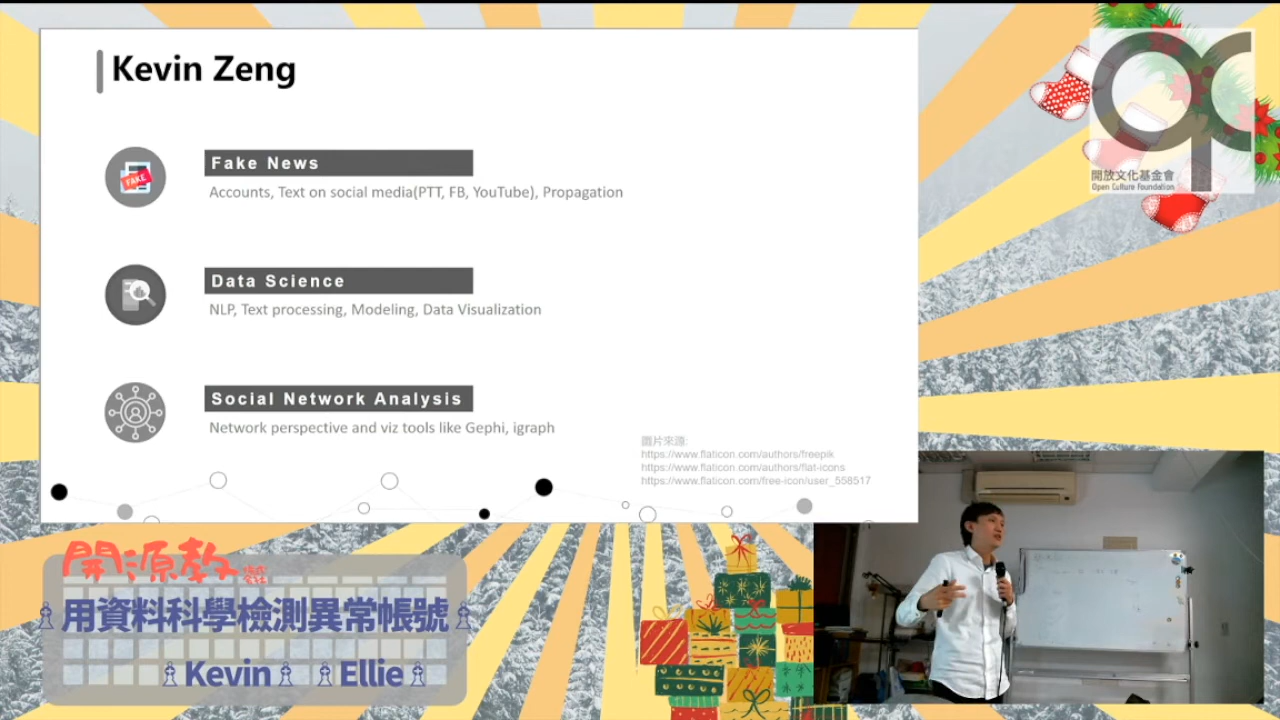 Kevin Zeng
Fake News
Accounts, Text on social media(PTT, FB, YouTube), Propagation
Data Science
NLP, Text processing, Modeling, Data Visualization
Social Network Analysis
Network perspective and viz tools like Gephi, igraph
圖片來源:
https://www.flaticon.com/authors/freepik
https://www.flaticon.com/authors/flat-icons
https://www.flaticon.com/free-icon/user_558517
FAKE
開放文化基金會
Open Culture Foundation
開源教
用資料科學檢測異常帳號
Kevin Ellie